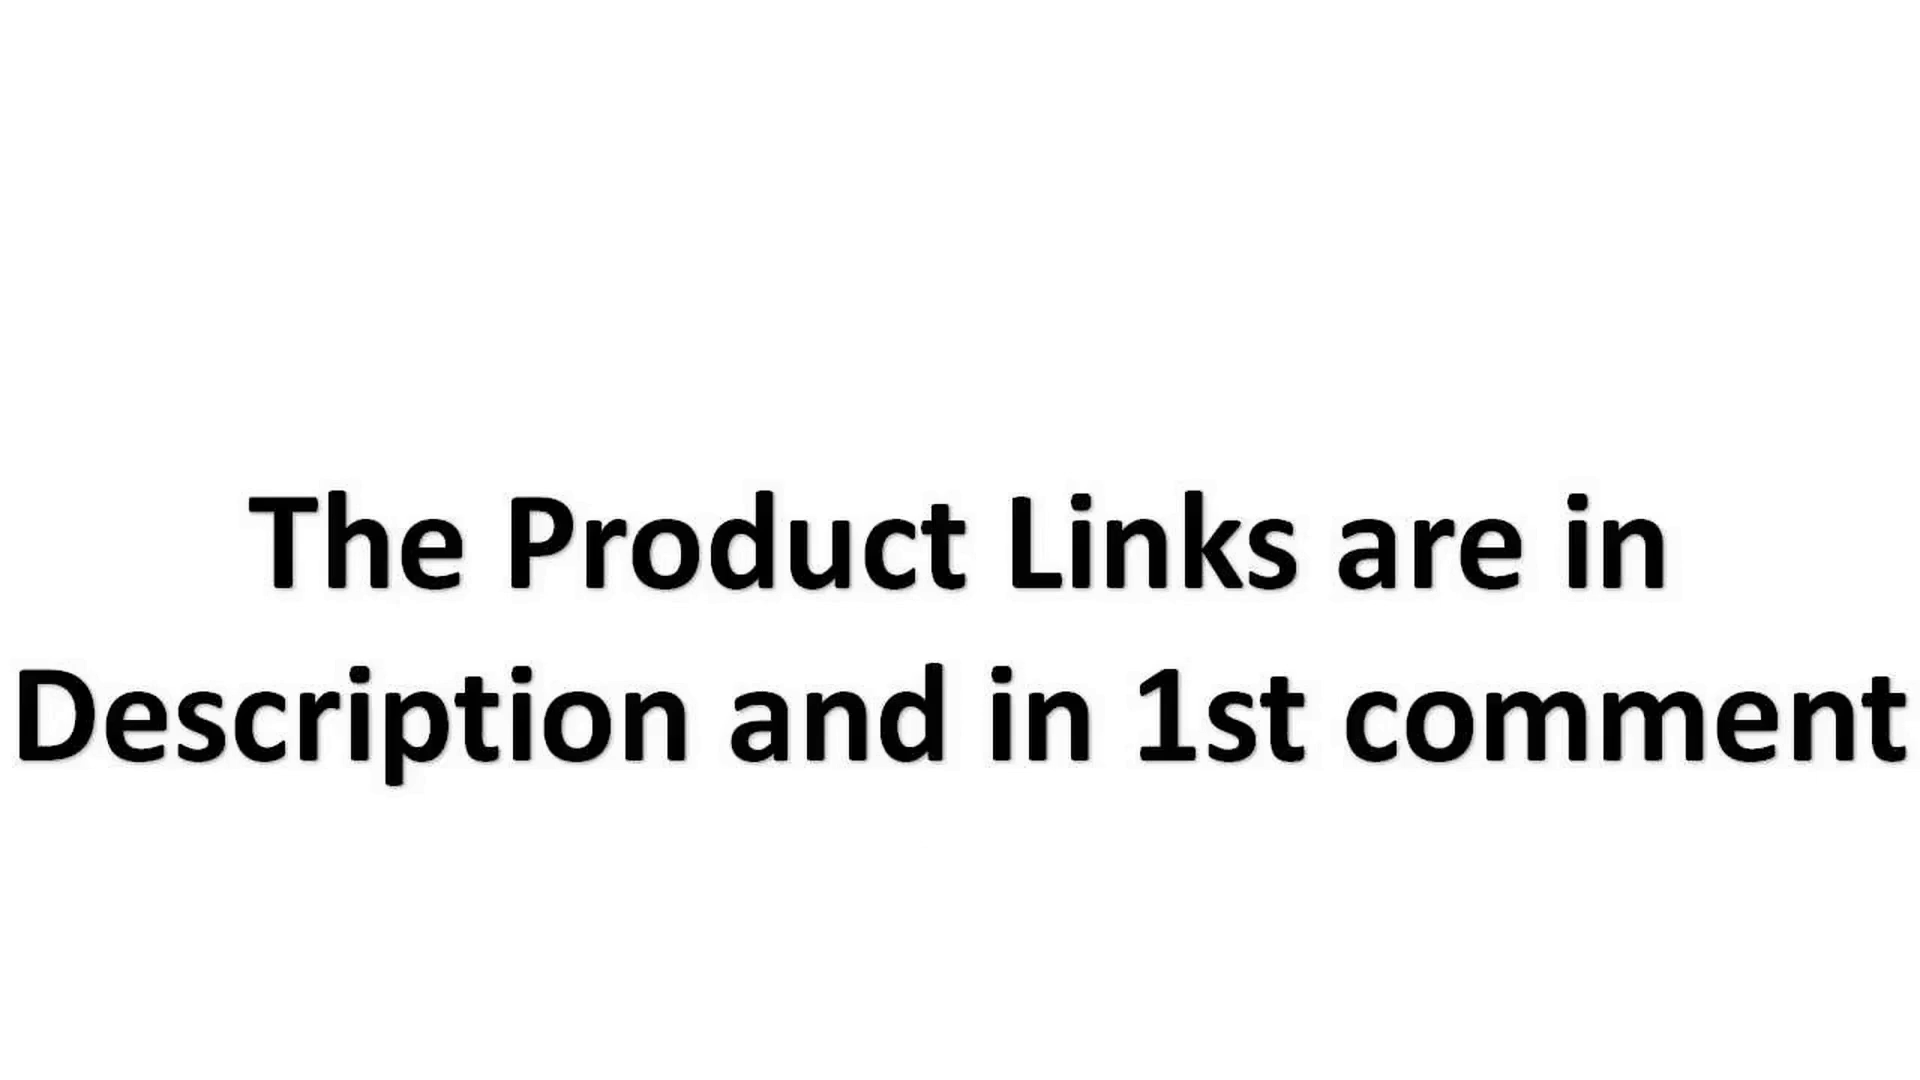 The Product Links are in
Description and in 1st comment